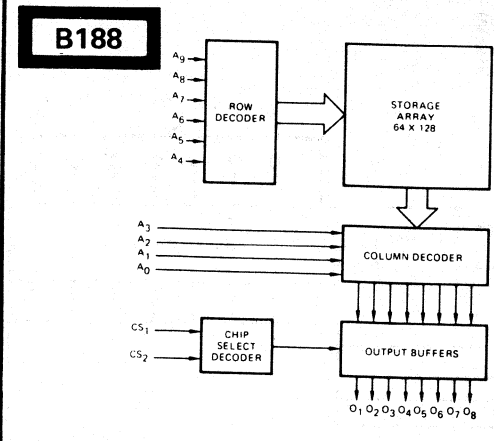 B188
A9
A8
A7
A6
A5
A4
ROW
DECODER
STORAGE
ARRAY
64 X 128
A3
A2
A1
A0
COLUMN DECODER
CS1
CS2
CHIP
SELECT
DECODER
OUTPUT BUFFERS
O1 O2 O3 O4 O5 O6 O7 O8